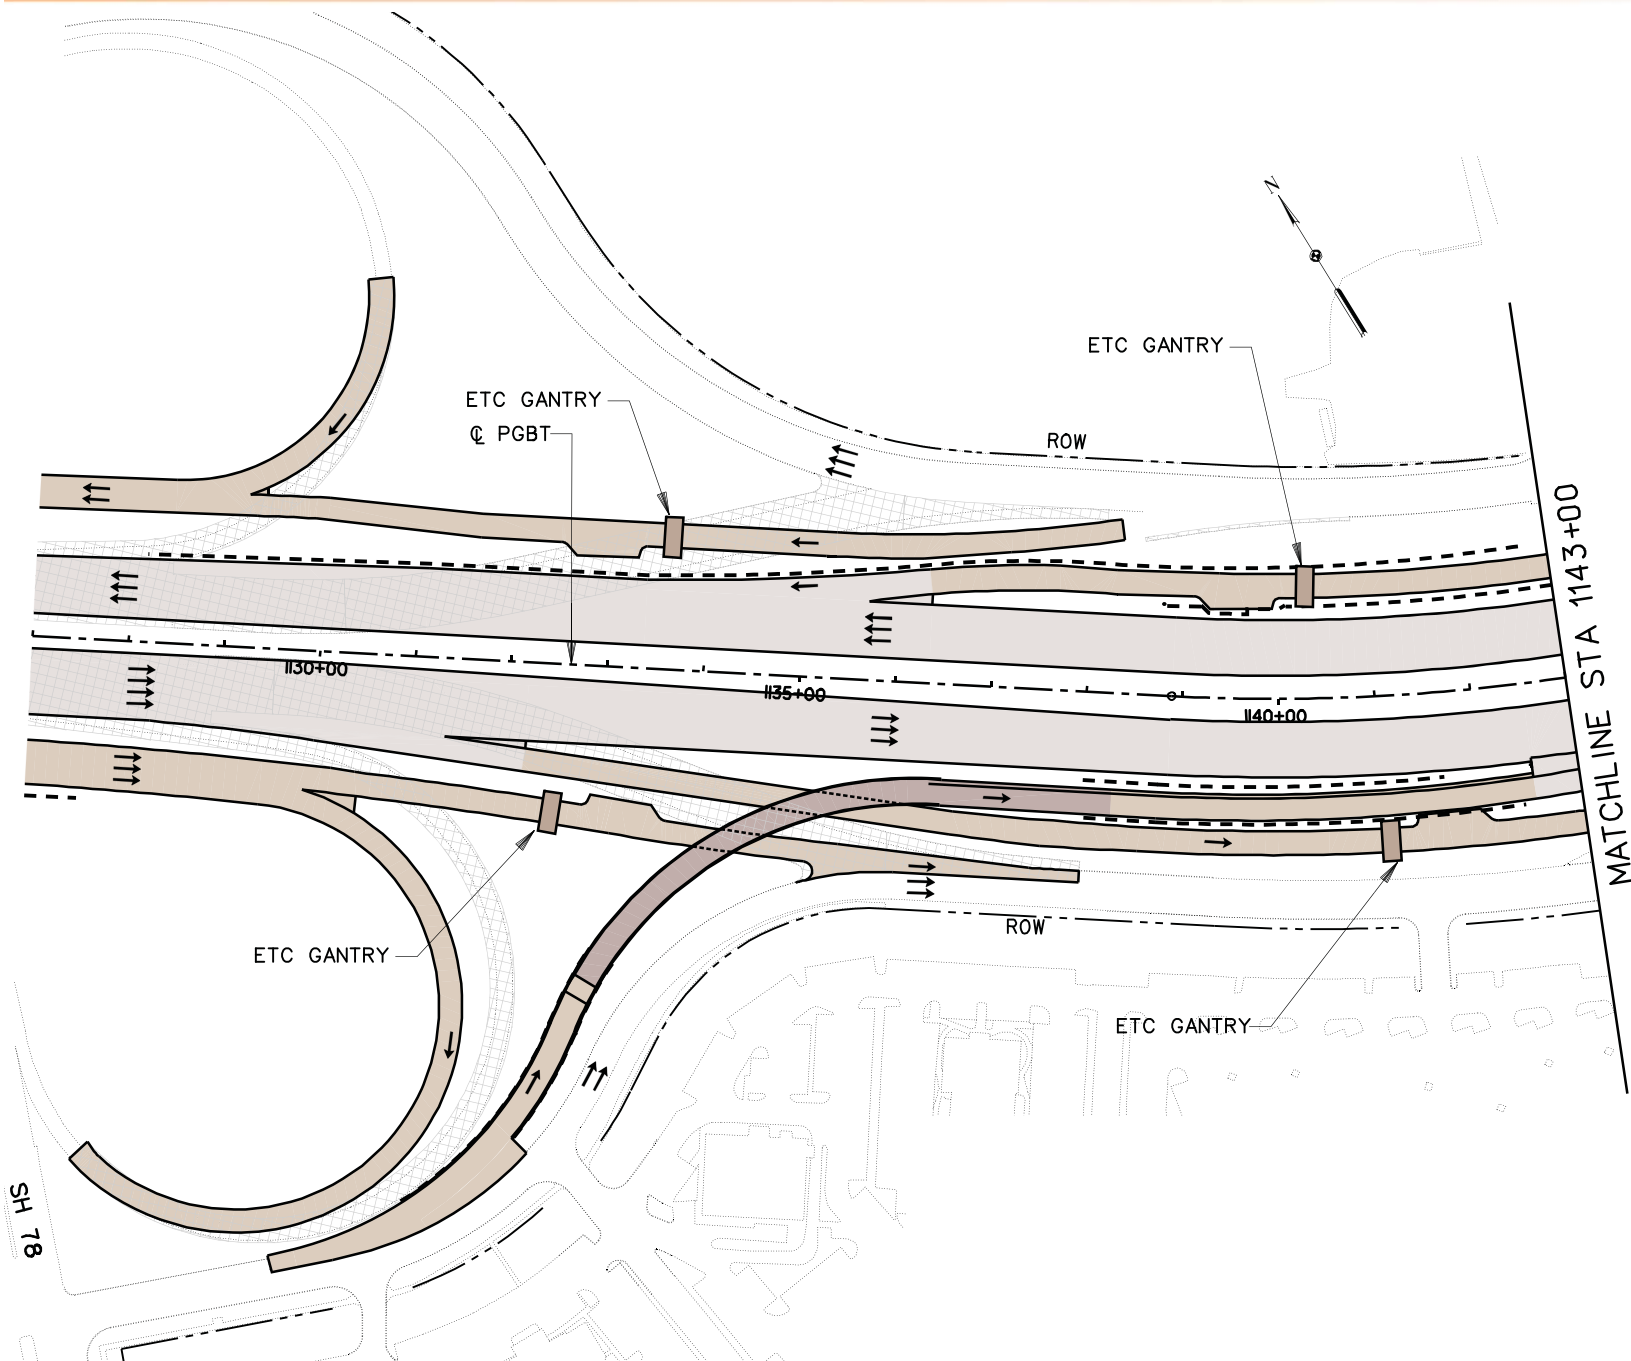 N
ETC GANTRY
ETC GANTRY
℄ PGBT
ROW
MATCHLINE STA 1143+00
1130+00
1135+00
1140+00
ROW
ETC GANTRY
ETC GANTRY
SH 78